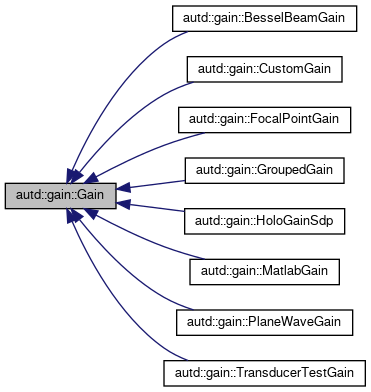 autd::gain::BesselBeamGain
autd::gain::CustomGain
autd::gain::FocalPointGain
autd::gain::GroupedGain
autd::gain::Gain
autd::gain::HoloGainSdp
autd::gain::MatlabGain
autd::gain::PlaneWaveGain
autd::gain::TransducerTestGain